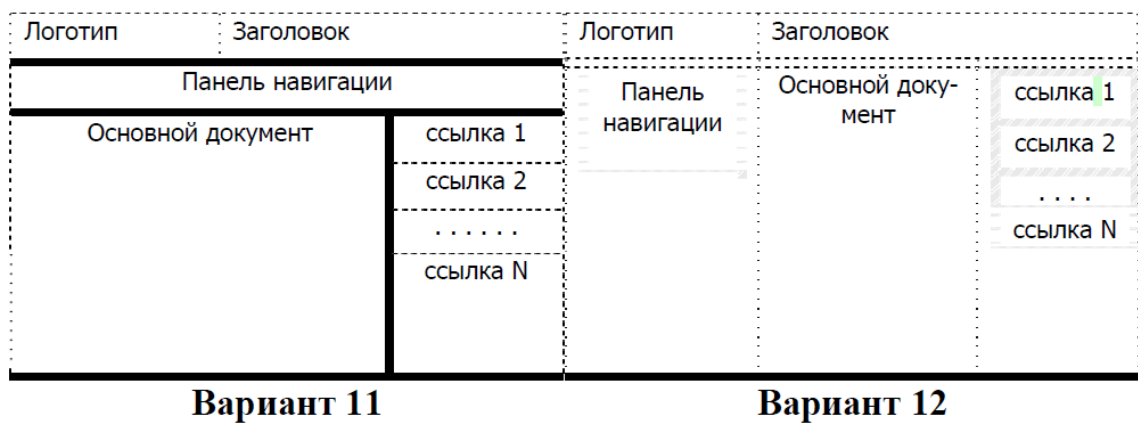 Логотип
Заголовок
Панель навигации
Основной документ
ссылка 1
ссылка 2
. . . . . .
ссылка N
Вариант 11
Логотип
Заголовок
Панель
навигации
Основной доку-
мент
ссылка 1
ссылка 2
. . . .
ссылка N
Вариант 12